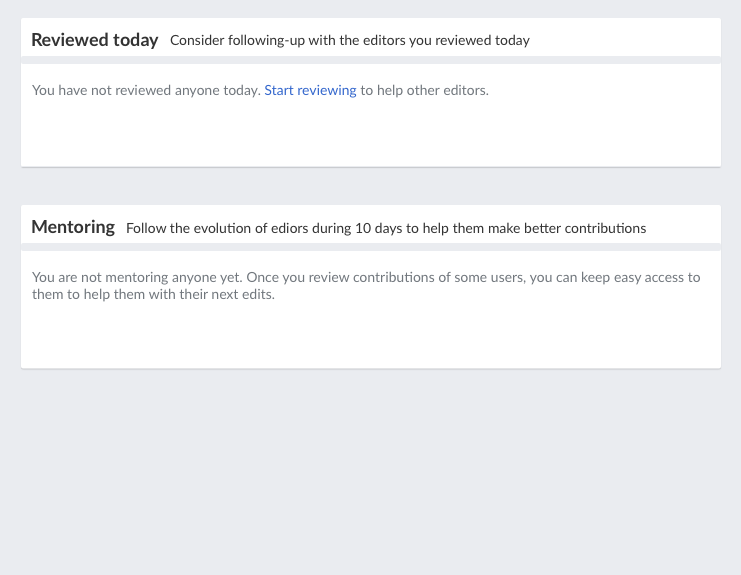 Reviewed today Consider following-up with the editors you reviewed today
You have not reviewed anyone today. Start reviewing to help other editors.
Mentoring Follow the evolution of ediors during 10 days to help them make better contributions
You are not mentoring anyone yet. Once you review contributions of some users, you can keep easy access to
them to help them with their next edits.